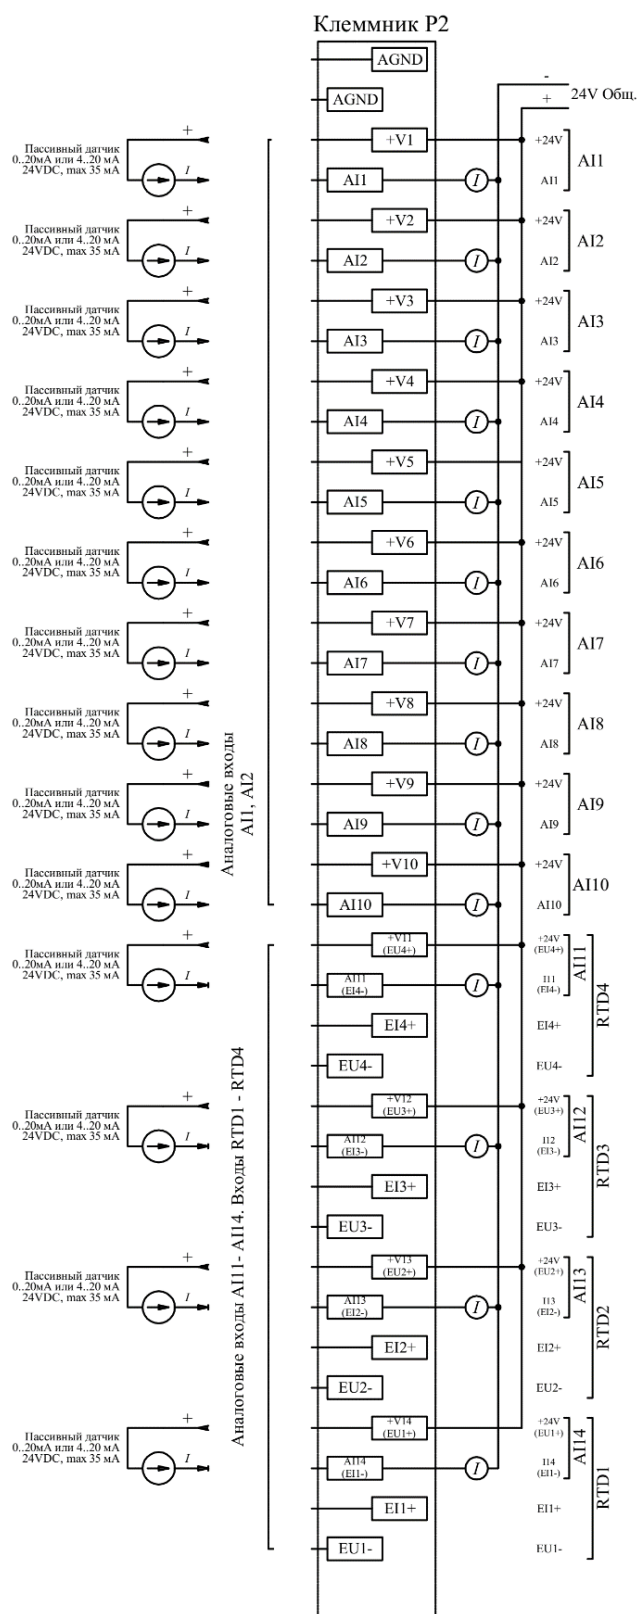 Клеммник P2
AGND
-
24V Общ.
AGND
+
Пассивный датчик
0..20мА или 4..20 мА
24VDC, max 35 мА
+
I
+V1
AI1
I
+24V
AI1
AI1
Пассивный датчик
0..20мА или 4..20 мА
24VDC, max 35 мА
+
I
+V2
AI2
I
+24V
AI2
AI2
Пассивный датчик
0..20мА или 4..20 мА
24VDC, max 35 мА
+
I
+V3
AI3
I
+24V
AI3
AI3
Пассивный датчик
0..20мА или 4..20 мА
24VDC, max 35 мА
+
I
+V4
AI4
I
+24V
AI4
AI4
Пассивный датчик
0..20мА или 4..20 мА
24VDC, max 35 мА
+
I
+V5
AI5
I
+24V
AI5
AI5
Пассивный датчик
0..20мА или 4..20 мА
24VDC, max 35 мА
+
I
+V6
AI6
I
+24V
AI6
AI6
Пассивный датчик
0..20мА или 4..20 мА
24VDC, max 35 мА
+
I
+V7
AI7
I
+24V
AI7
AI7
Пассивный датчик
0..20мА или 4..20 мА
24VDC, max 35 мА
+
I
+V8
AI8
I
+24V
AI8
AI8
Пассивный датчик
0..20мА или 4..20 мА
24VDC, max 35 мА
+
I
+V9
AI9
I
+24V
AI9
AI9
Пассивный датчик
0..20мА или 4..20 мА
24VDC, max 35 мА
+
I
+V10
AI10
I
+24V
AI10
AI10
Аналоговые входы
AI1, AI2
Пассивный датчик
0..20мА или 4..20 мА
24VDC, max 35 мА
+
I
+V11
(EU4+)
AI11
(EI4-)
I
+24V
(EU4+)
I11
(EI4-)
AI11
EI4+
EI4+
EU4-
EU4-
RTD4
Пассивный датчик
0..20мА или 4..20 мА
24VDC, max 35 мА
+
I
+V12
(EU3+)
AI12
(EI3-)
I
+24V
(EU3+)
I12
(EI3-)
AI12
EI3+
EI3+
EU3-
EU3-
RTD3
Аналоговые входы AI11- AI14. Входы RTD1 - RTD4
Пассивный датчик
0..20мА или 4..20 мА
24VDC, max 35 мА
+
I
+V13
(EU2+)
AI13
(EI2-)
I
+24V
(EU2+)
I13
(EI2-)
AI13
EI2+
EI2+
EU2-
EU2-
RTD2
Пассивный датчик
0..20мА или 4..20 мА
24VDC, max 35 мА
+
I
+V14
(EU1+)
AI14
(EI1-)
I
+24V
(EU1+)
I14
(EI1-)
AI14
EI1+
EI1+
EU1-
EU1-
RTD1